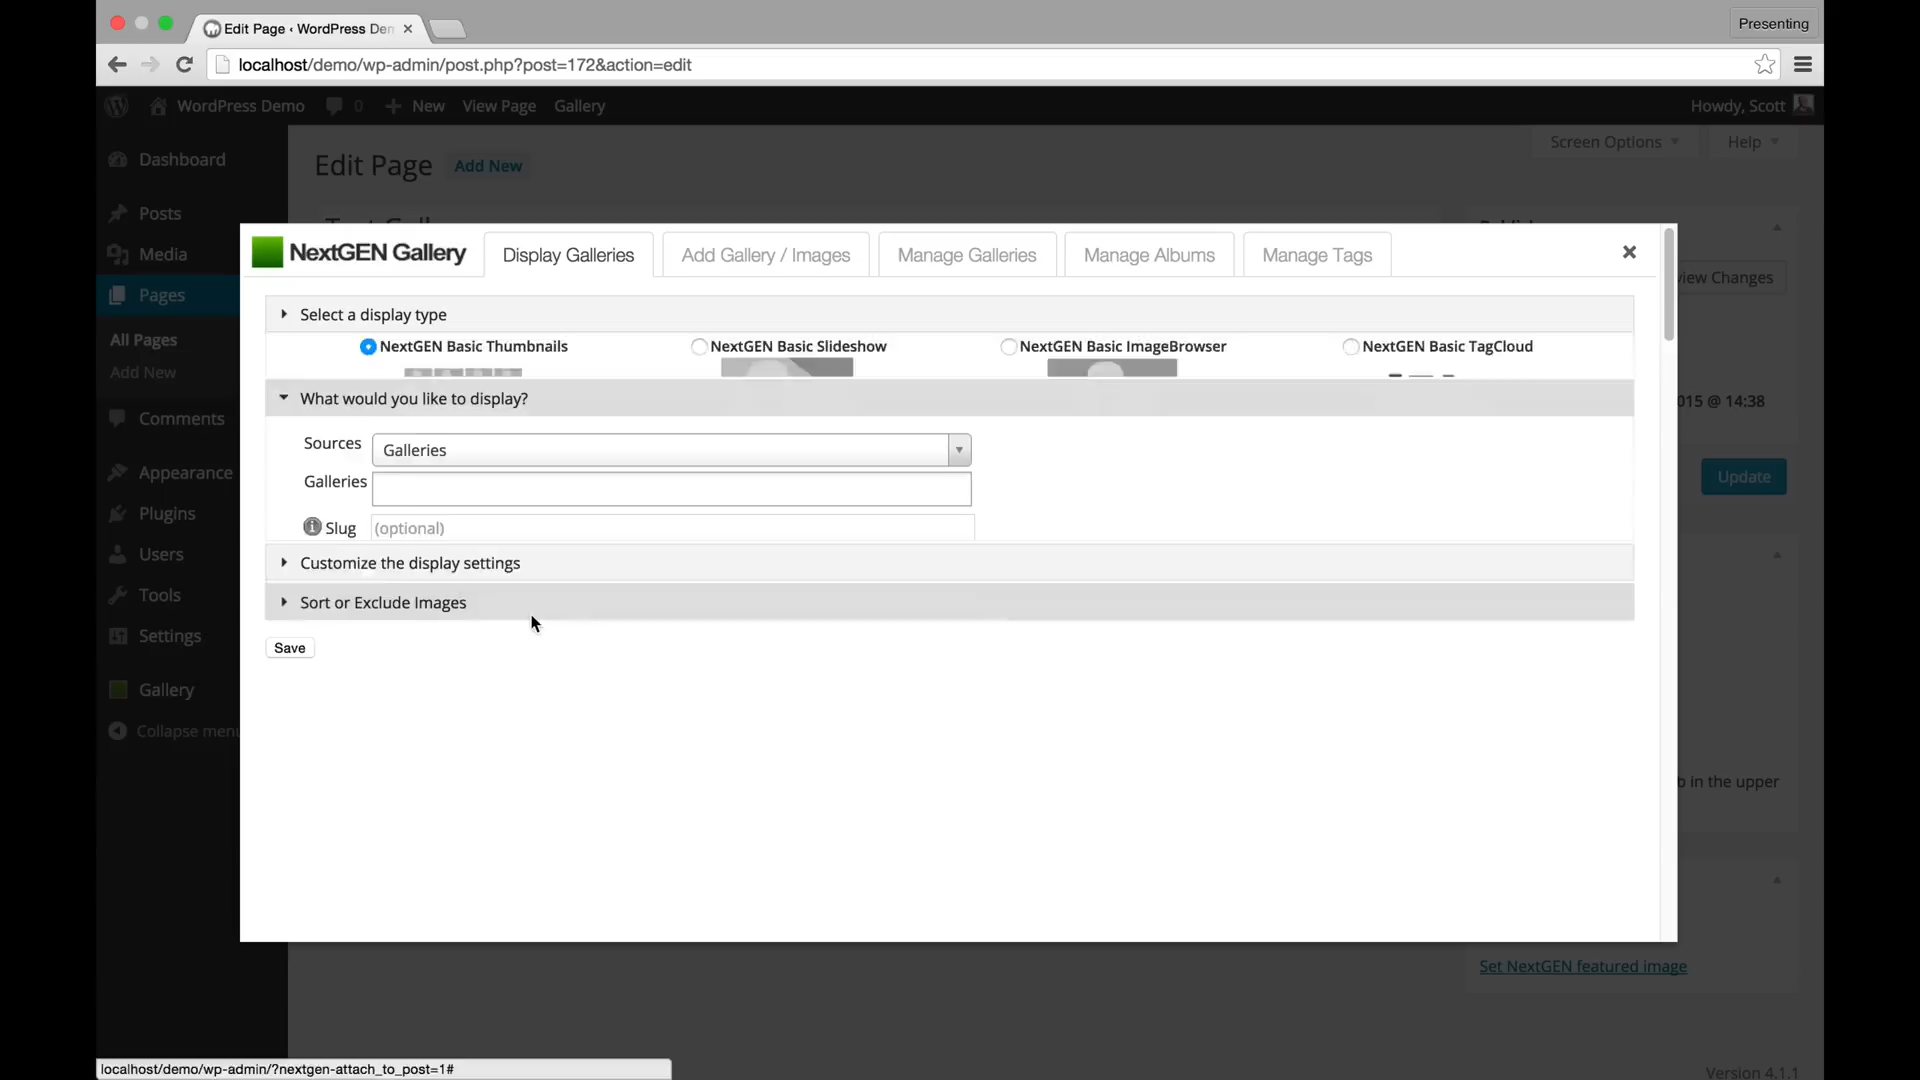 Edit Page ‹ WordPress Den
Presenting
localhost/demo/wp-admin/post.php?post=172&action=edit
WordPress Demo 0 New View Page Gallery Howdy, Scott
Screen Options Help
Edit Page Add New
Dashboard
Posts
Media
Pages
All Pages
Add New
Comments
Appearance
Plugins
Users
Tools
Settings
Gallery
Collapse menu
NextGEN Gallery Display Galleries Add Gallery / Images Manage Galleries Manage Albums Manage Tags
Select a display type
NextGEN Basic Thumbnails NextGEN Basic Slideshow NextGEN Basic ImageBrowser NextGEN Basic TagCloud
What would you like to display?
Sources Galleries
Galleries
Slug (optional)
Customize the display settings
Sort or Exclude Images
Save
view Changes
015 @ 14:38
Update
b in the upper
Set NextGEN featured image
localhost/demo/wp-admin/?nextgen-attach_to_post=1#
Version 4.1.1